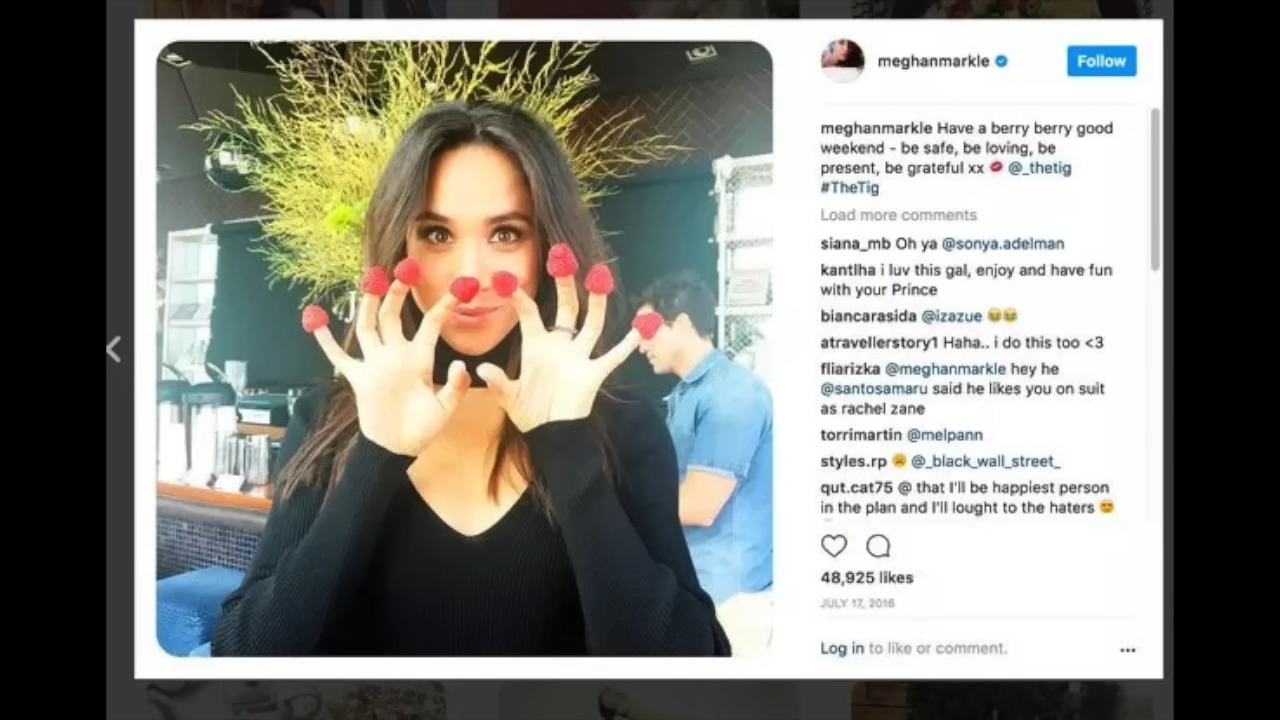 meghanmarkle
Follow
meghanmarkle Have a berry berry good
weekend - be safe, be loving, be
present, be grateful xx 💋 @_thetig
#TheTig
Load more comments
siana_mb Oh ya @sonya.adelman
kantlha i luv this gal, enjoy and have fun
with your Prince
biancarasida @izazue 😂😂
atravellerstory1 Haha.. i do this too <3
fliarizka @meghanmarkle hey he
@santosamaru said he likes you on suit
as rachel zane
torrimartin @melpann
styles.rp 😣 @_black_wall_street_
qut.cat75 @ that I'll be happiest person
in the plan and I'll lought to the haters 😍
48,925 likes
JULY 17, 2016
Log in to like or comment.